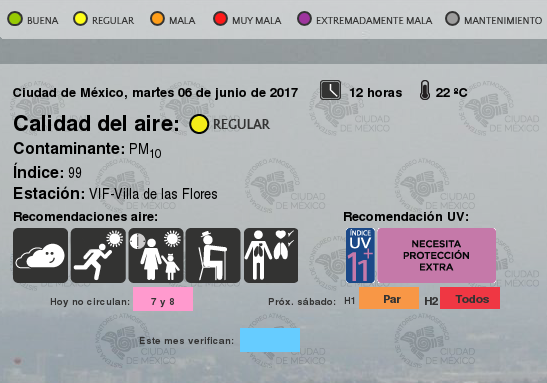 BUENA REGULAR MALA MUY MALA EXTREMADAMENTE MALA MANTENIMIENTO
Ciudad de México, martes 06 de junio de 2017 12 horas 22 ºC
Calidad del aire: REGULAR
Contaminante: PM10
Índice: 99
Estación: VIF-Villa de las Flores
Recomendaciones aire: Recomendación UV:
ÍNDICE
UV
11+
NECESITA
PROTECCIÓN
EXTRA
Hoy no circulan: 7 y 8 Próx. sábado: H1 Par H2 Todos
Este mes verifican:
CIUDAD
DE MÉXICO